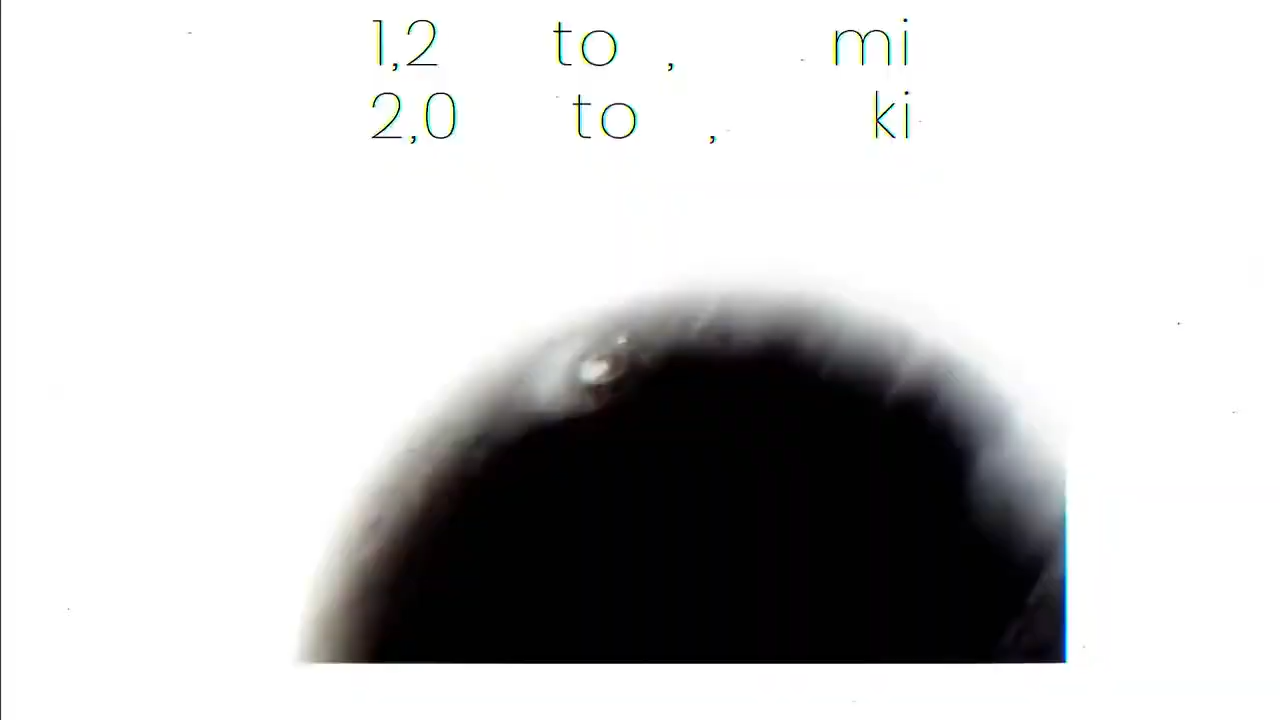 1,2 to , mi
2,0 to , ki